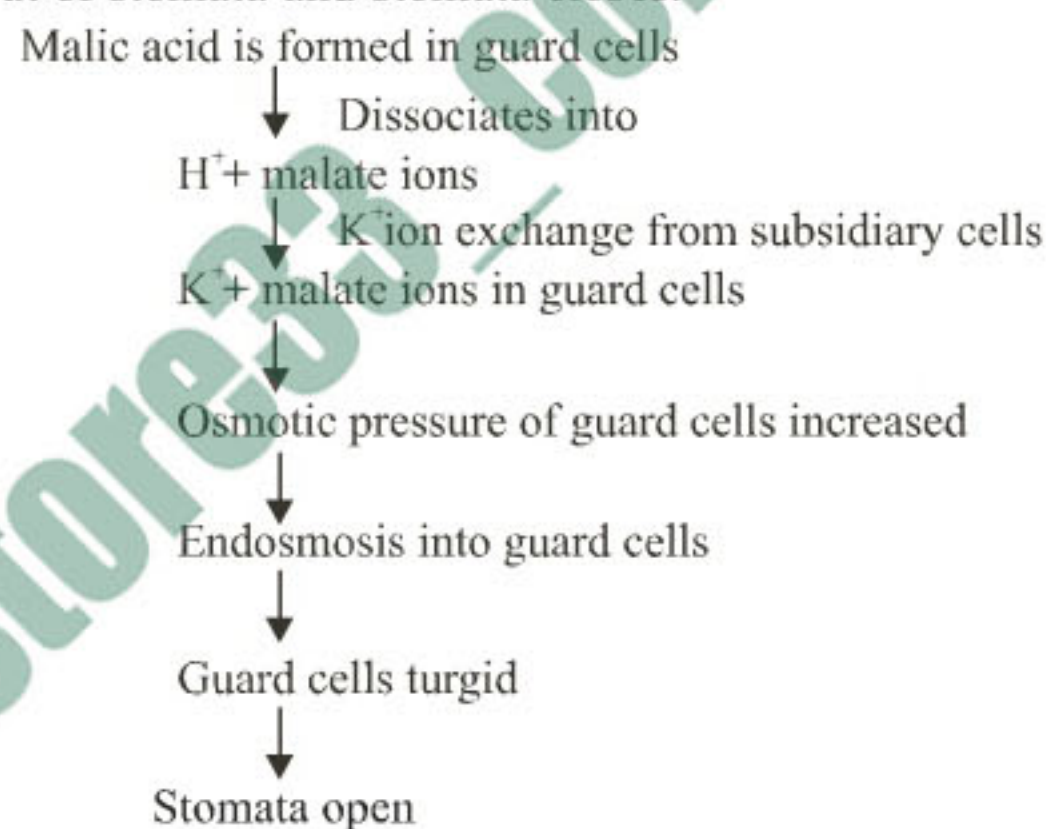 Malic acid is formed in guard cells
Dissociates into
H⁺+ malate ions
K⁺ion exchange from subsidiary cells
K⁺+ malate ions in guard cells
Osmotic pressure of guard cells increased
Endosmosis into guard cells
Guard cells turgid
Stomata open